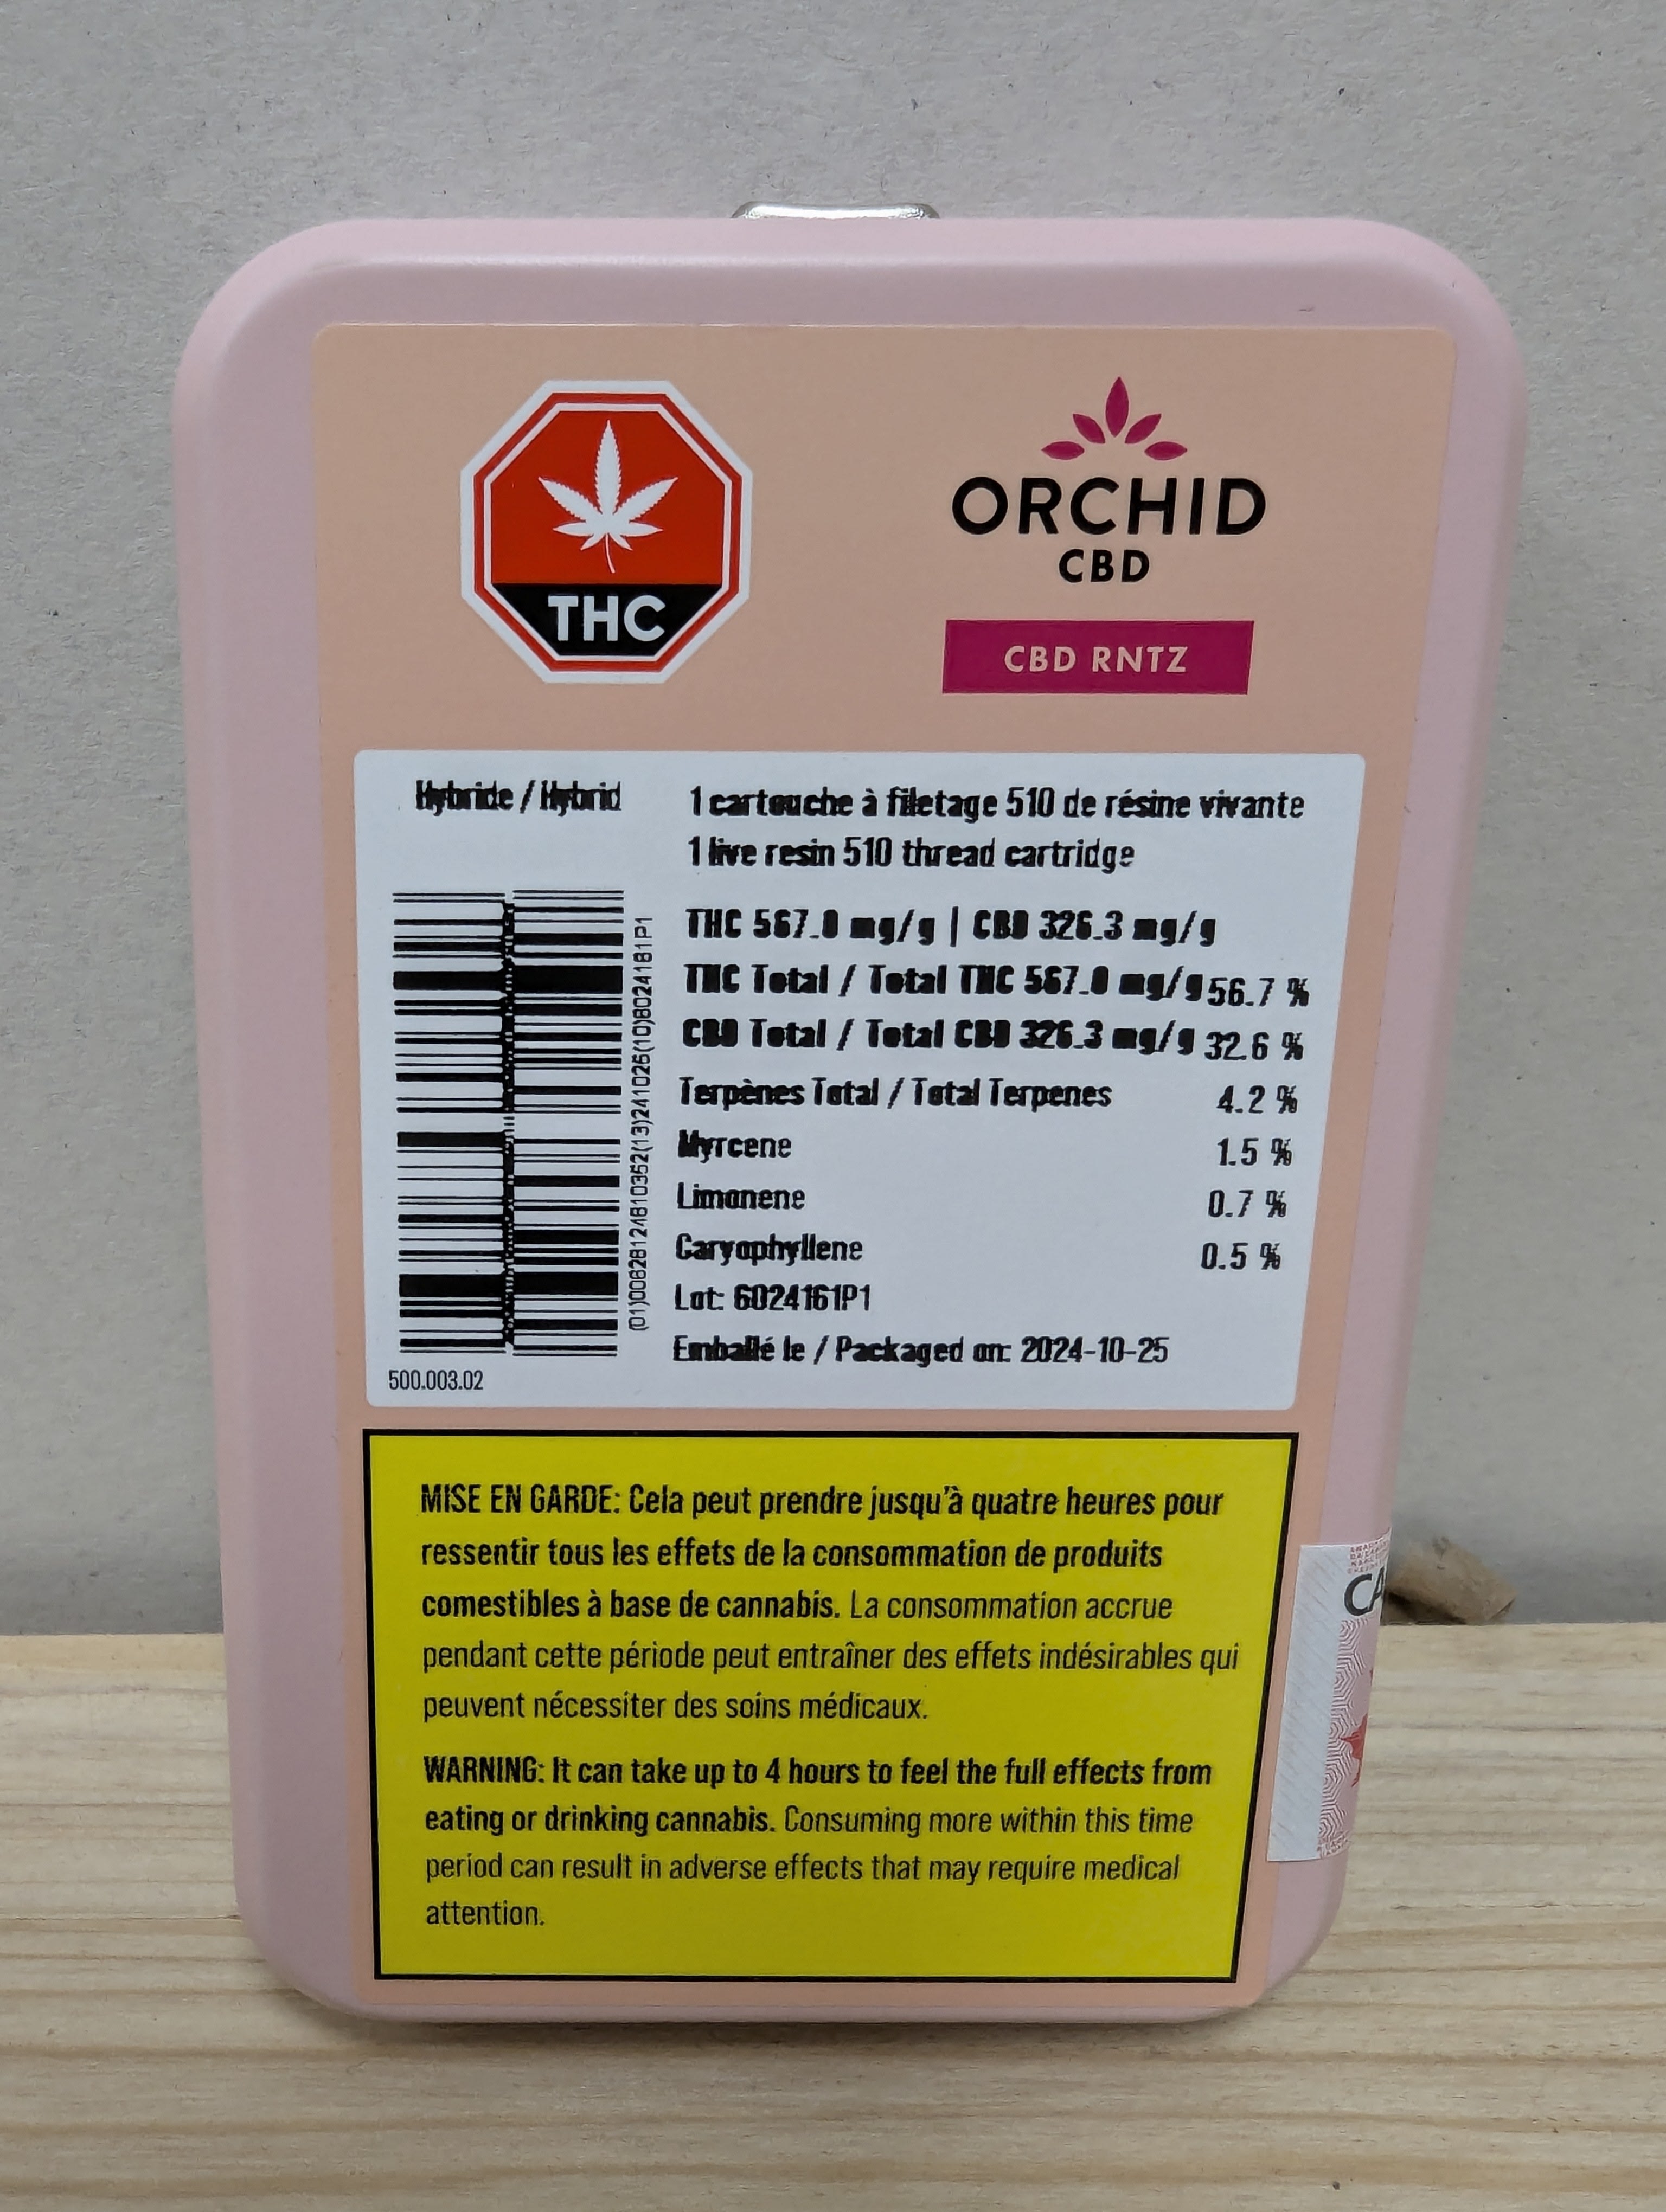 THC
ORCHID
CBD
CBD RNTZ
Hybride / Hybrid
1 cartouche à filetage 510 de résine vivante
1 live resin 510 thread cartridge
THC 567.0 mg/g | CBD 326.3 mg/g
THC Total / Total THC 567.0 mg/g 56.7 %
CBD Total / Total CBD 326.3 mg/g 32.6 %
Terpènes Total / Total Terpenes 4.2 %
Myrcene 1.5 %
Limonene 0.7 %
Caryophyllene 0.5 %
Lot: 6024161P1
Emballé le / Packaged on: 2024-10-25
500.003.02
MISE EN GARDE: Cela peut prendre jusqu'à quatre heures pour
ressentir tous les effets de la consommation de produits
comestibles à base de cannabis. La consommation accrue
pendant cette période peut entraîner des effets indésirables qui
peuvent nécessiter des soins médicaux.
WARNING: It can take up to 4 hours to feel the full effects from
eating or drinking cannabis. Consuming more within this time
period can result in adverse effects that may require medical
attention.
CA